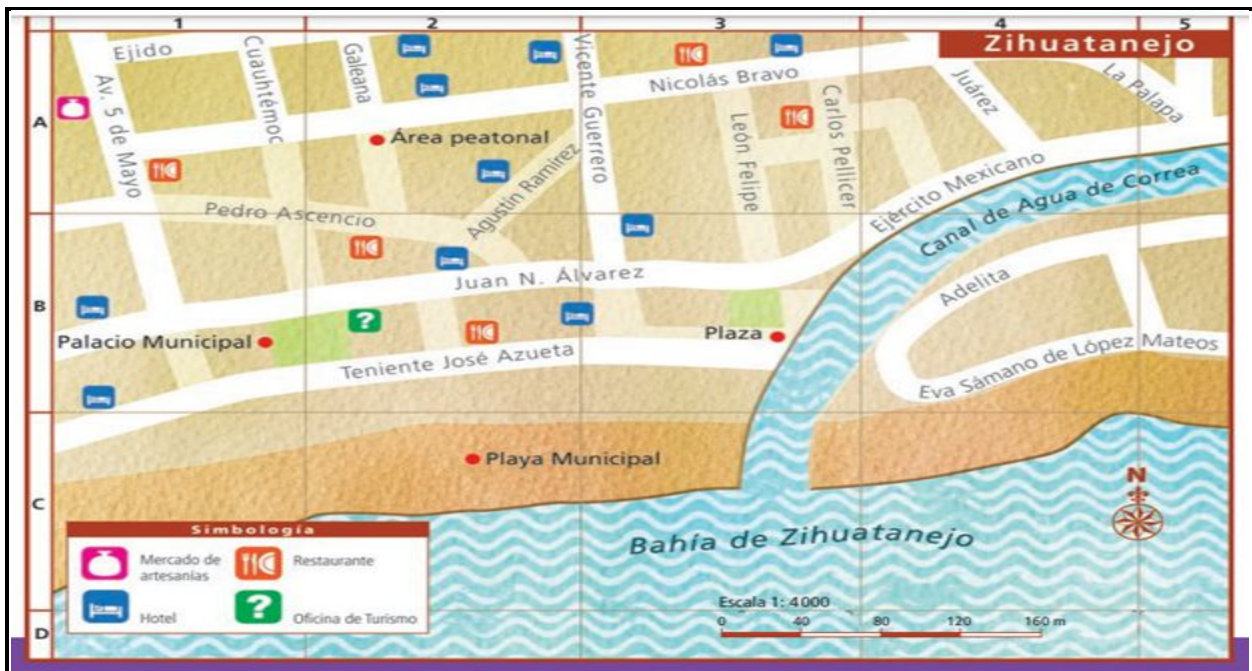 1 2 3 4 5
Zihuatanejo
A
B
C
D
Ejido
Av. 5 de Mayo
Cuauhtémoc
Galeana
Vicente Guerrero
Nicolás Bravo
Juárez
La Palapa
Área peatonal
Agustín Ramírez
León Felipe
Carlos Pellicer
Ejército Mexicano
Canal de Agua de Correa
Pedro Ascencio
Juan N. Álvarez
Adelita
Palacio Municipal
?
Plaza
Teniente José Azueta
Eva Sámano de López Mateos
Playa Municipal
N
Bahía de Zihuatanejo
Simbología
Mercado de
artesanías
Restaurante
Hotel
?
Oficina de Turismo
Escala 1: 4000
0 40 80 120 160 m